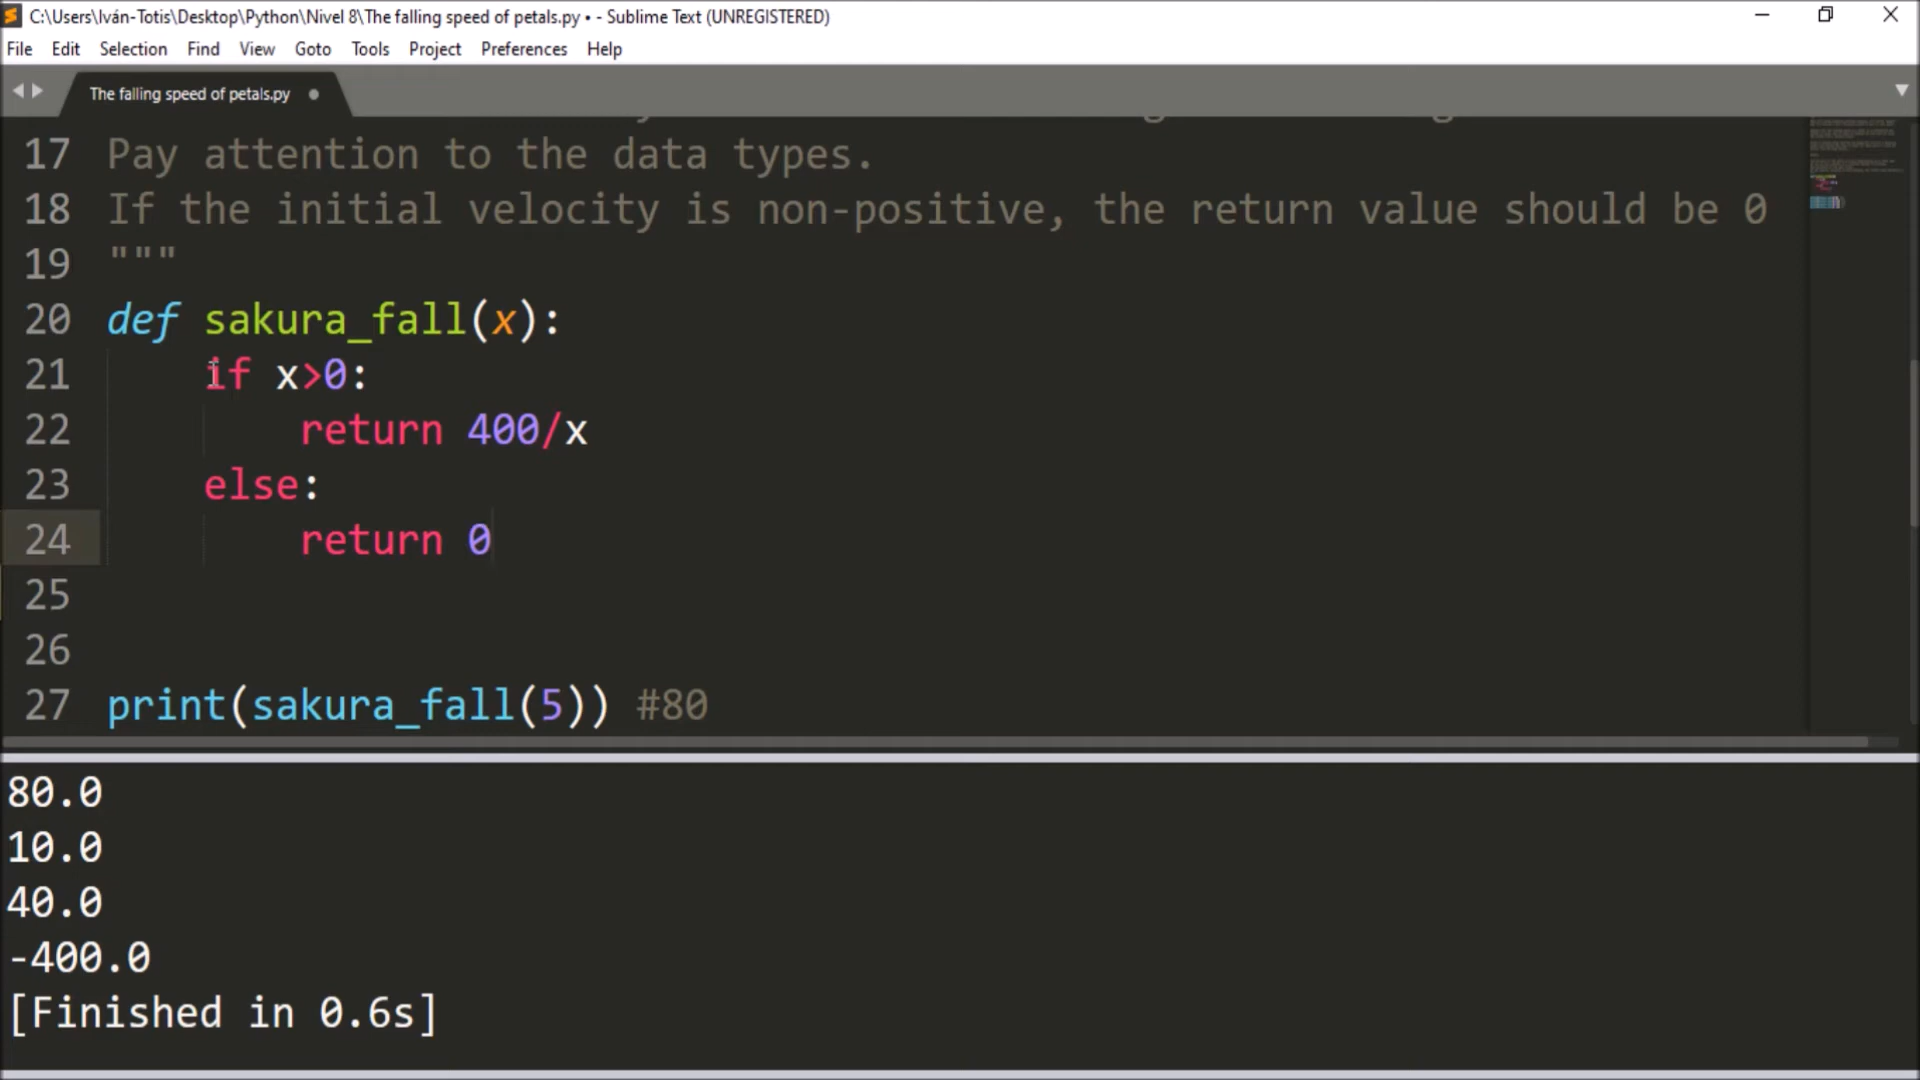 C:\Users\Iván-Totis\Desktop\Python\Nivel 8\The falling speed of petals.py • - Sublime Text (UNREGISTERED)
File Edit Selection Find View Goto Tools Project Preferences Help
The falling speed of petals.py
17 Pay attention to the data types.
18 If the initial velocity is non-positive, the return value should be 0
19 """
20 def sakura_fall(x):
21 if x>0:
22 return 400/x
23 else:
24 return 0
25
26
27 print(sakura_fall(5)) #80
80.0
10.0
40.0
-400.0
[Finished in 0.6s]